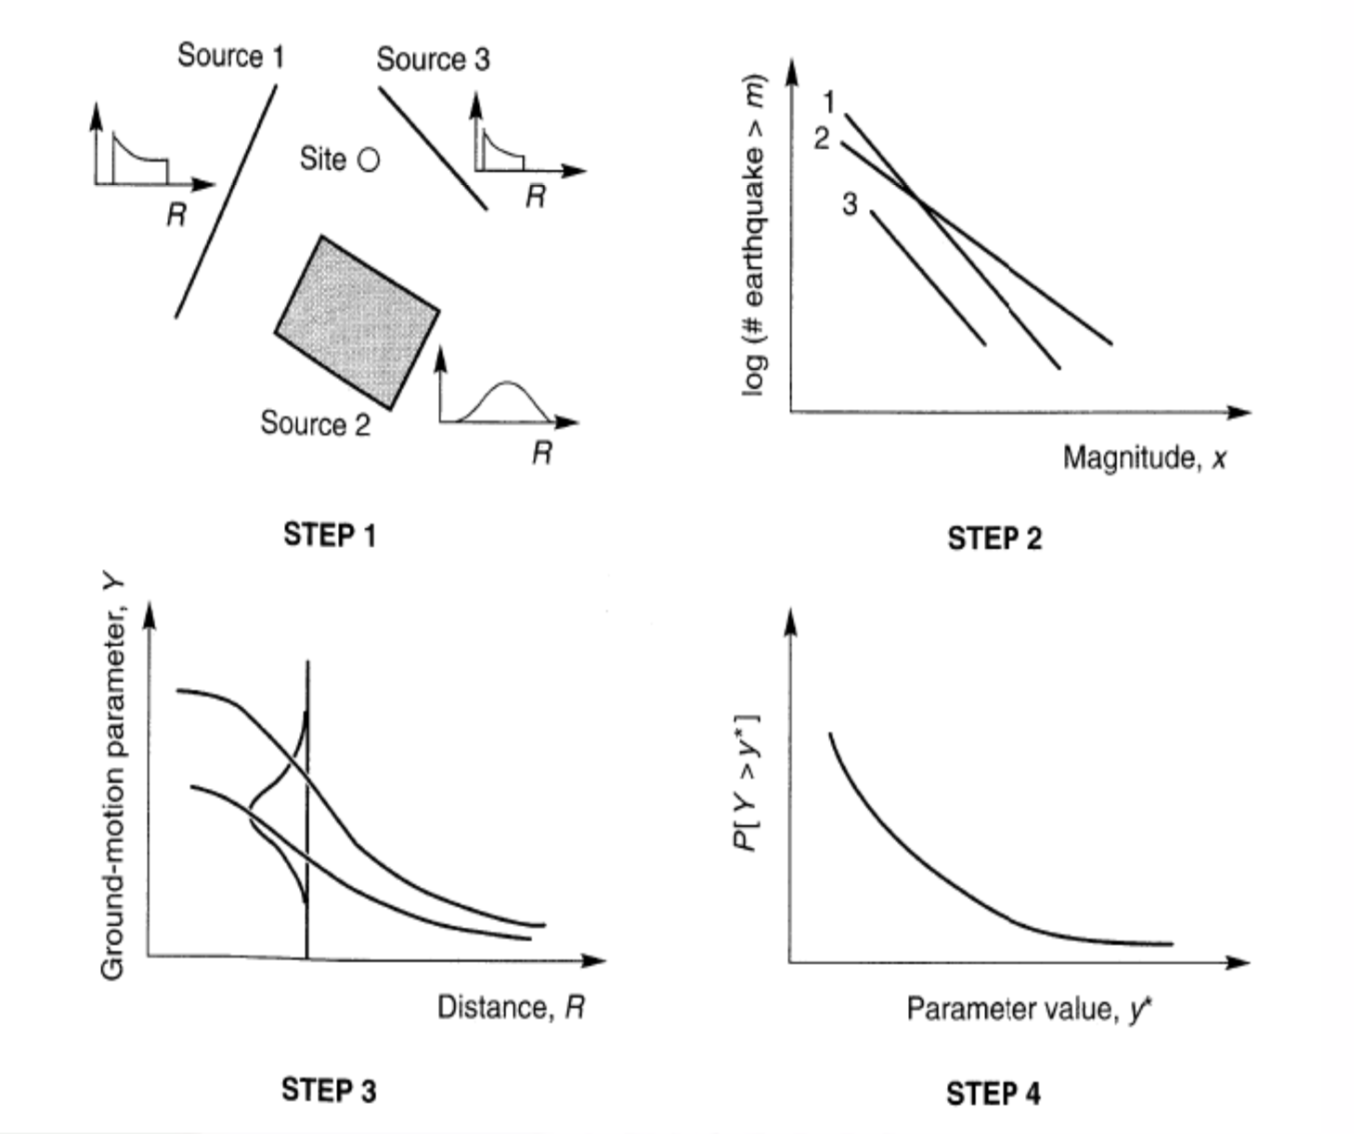 Source 1
Source 3
Site
R
R
Source 2
R
STEP 1
log (# earthquake > m)
1
2
3
Magnitude, x
STEP 2
Ground-motion parameter, Y
Distance, R
STEP 3
P[Y > y*]
Parameter value, y*
STEP 4